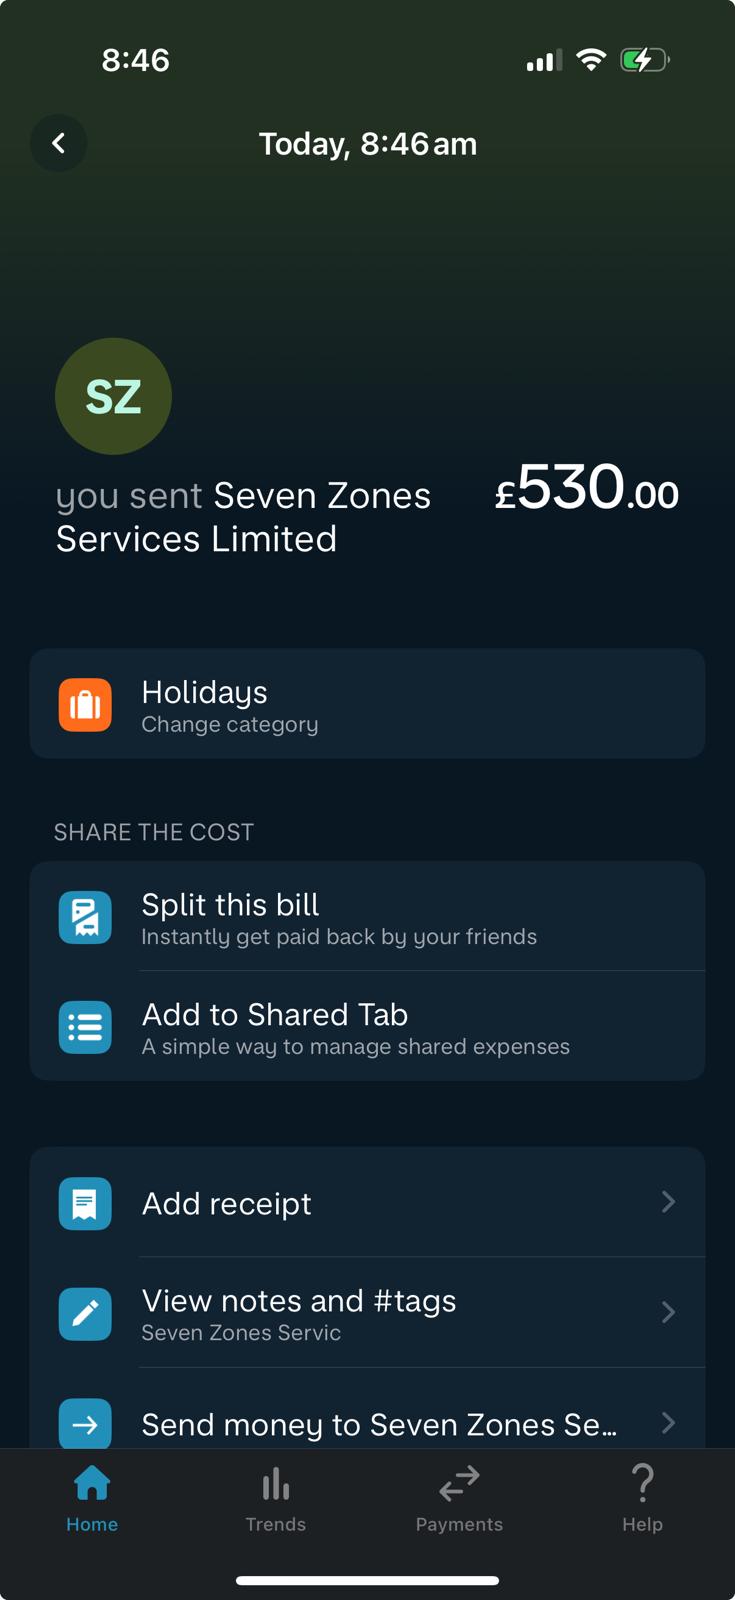 8:46
Today, 8:46 am
SZ
you sent Seven Zones
Services Limited
£530.00
Holidays
Change category
SHARE THE COST
Split this bill
Instantly get paid back by your friends
Add to Shared Tab
A simple way to manage shared expenses
Add receipt
View notes and #tags
Seven Zones Servic
Send money to Seven Zones Se...
Home
Trends
Payments
Help